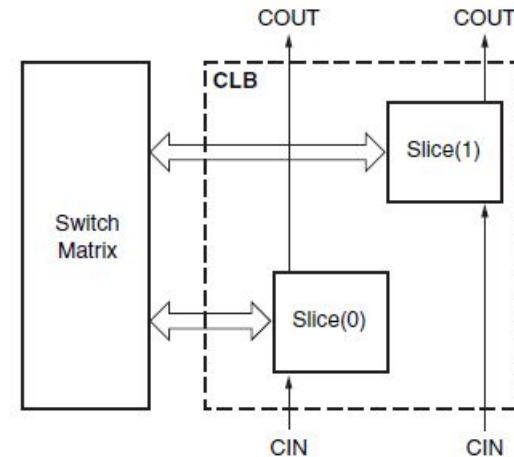 COUT
COUT
CLB
Slice(1)
Switch
Matrix
Slice(0)
CIN
CIN